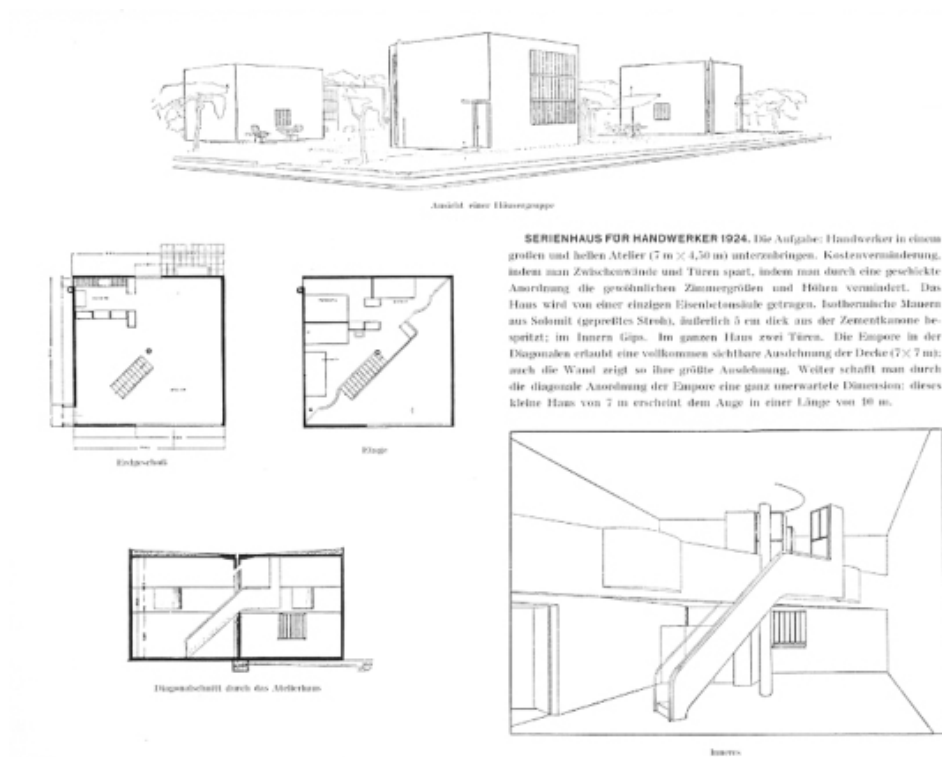 Ansicht einer Häusergruppe
SERIENHAUS FÜR HANDWERKER 1924. Die Aufgabe: Handwerker in einem
großen und hellen Atelier (7 m × 4,50 m) unterzubringen. Kostenverminderung,
indem man Zwischenwände und Türen spart, indem man durch eine geschickte
Anordnung die gewöhnlichen Zimmergrößen und Höhen vermindert. Das
Haus wird von einer einzigen Eisenbetonsäule getragen. Isothermische Mauern
aus Solomit (gepreßtes Stroh), äußerlich 5 cm dick aus der Zementkanone be-
spritzt; im Innern Gips. Im ganzen Haus zwei Türen. Die Empore in der
Diagonalen erlaubt eine vollkommen sichtbare Ausdehnung der Decke (7 × 7 m);
auch die Wand zeigt so ihre größte Ausdehnung. Weiter schafft man durch
die diagonale Anordnung der Empore eine ganz unerwartete Dimension: dieses
kleine Haus von 7 m erscheint dem Auge in einer Länge von 10 m.
Erdgeschoß
Etage
Diagonalschnitt durch das Atelierhaus
Inneres